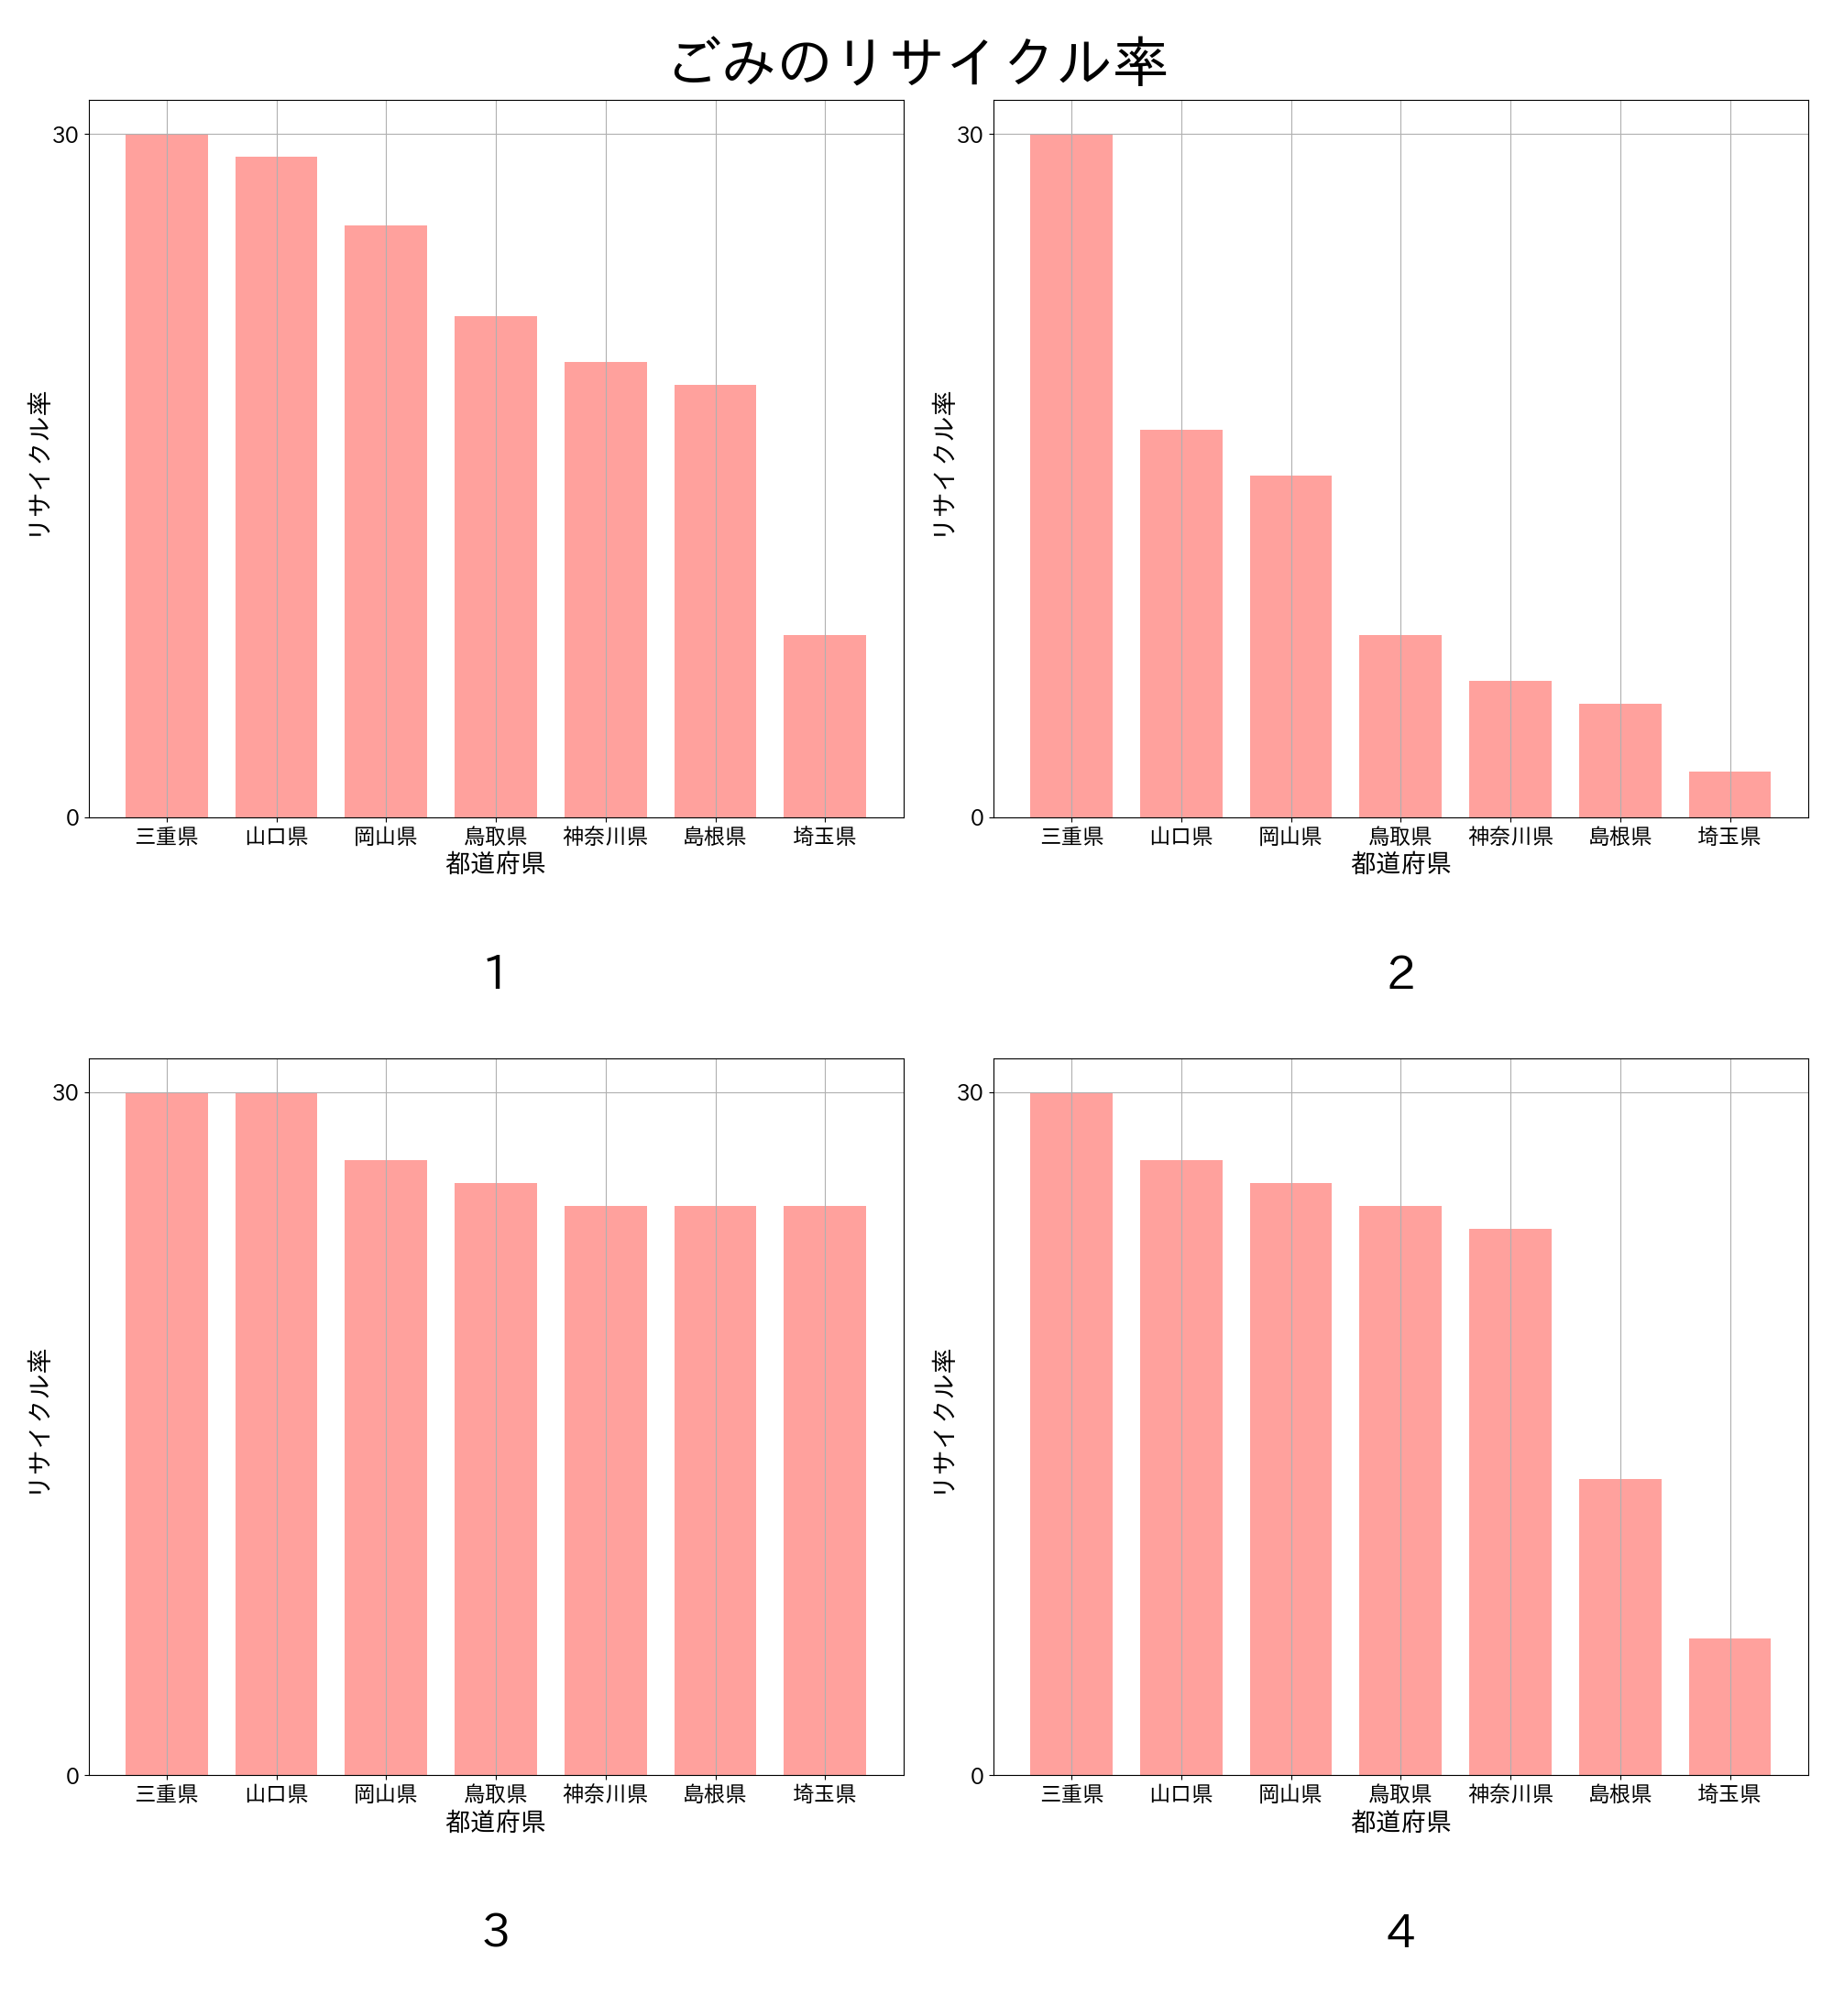 ごみのリサイクル率
30
0
リサイクル率
三重県 山口県 岡山県 鳥取県 神奈川県 島根県 埼玉県
都道府県
1
30
0
リサイクル率
三重県 山口県 岡山県 鳥取県 神奈川県 島根県 埼玉県
都道府県
2
30
0
リサイクル率
三重県 山口県 岡山県 鳥取県 神奈川県 島根県 埼玉県
都道府県
3
30
0
リサイクル率
三重県 山口県 岡山県 鳥取県 神奈川県 島根県 埼玉県
都道府県
4